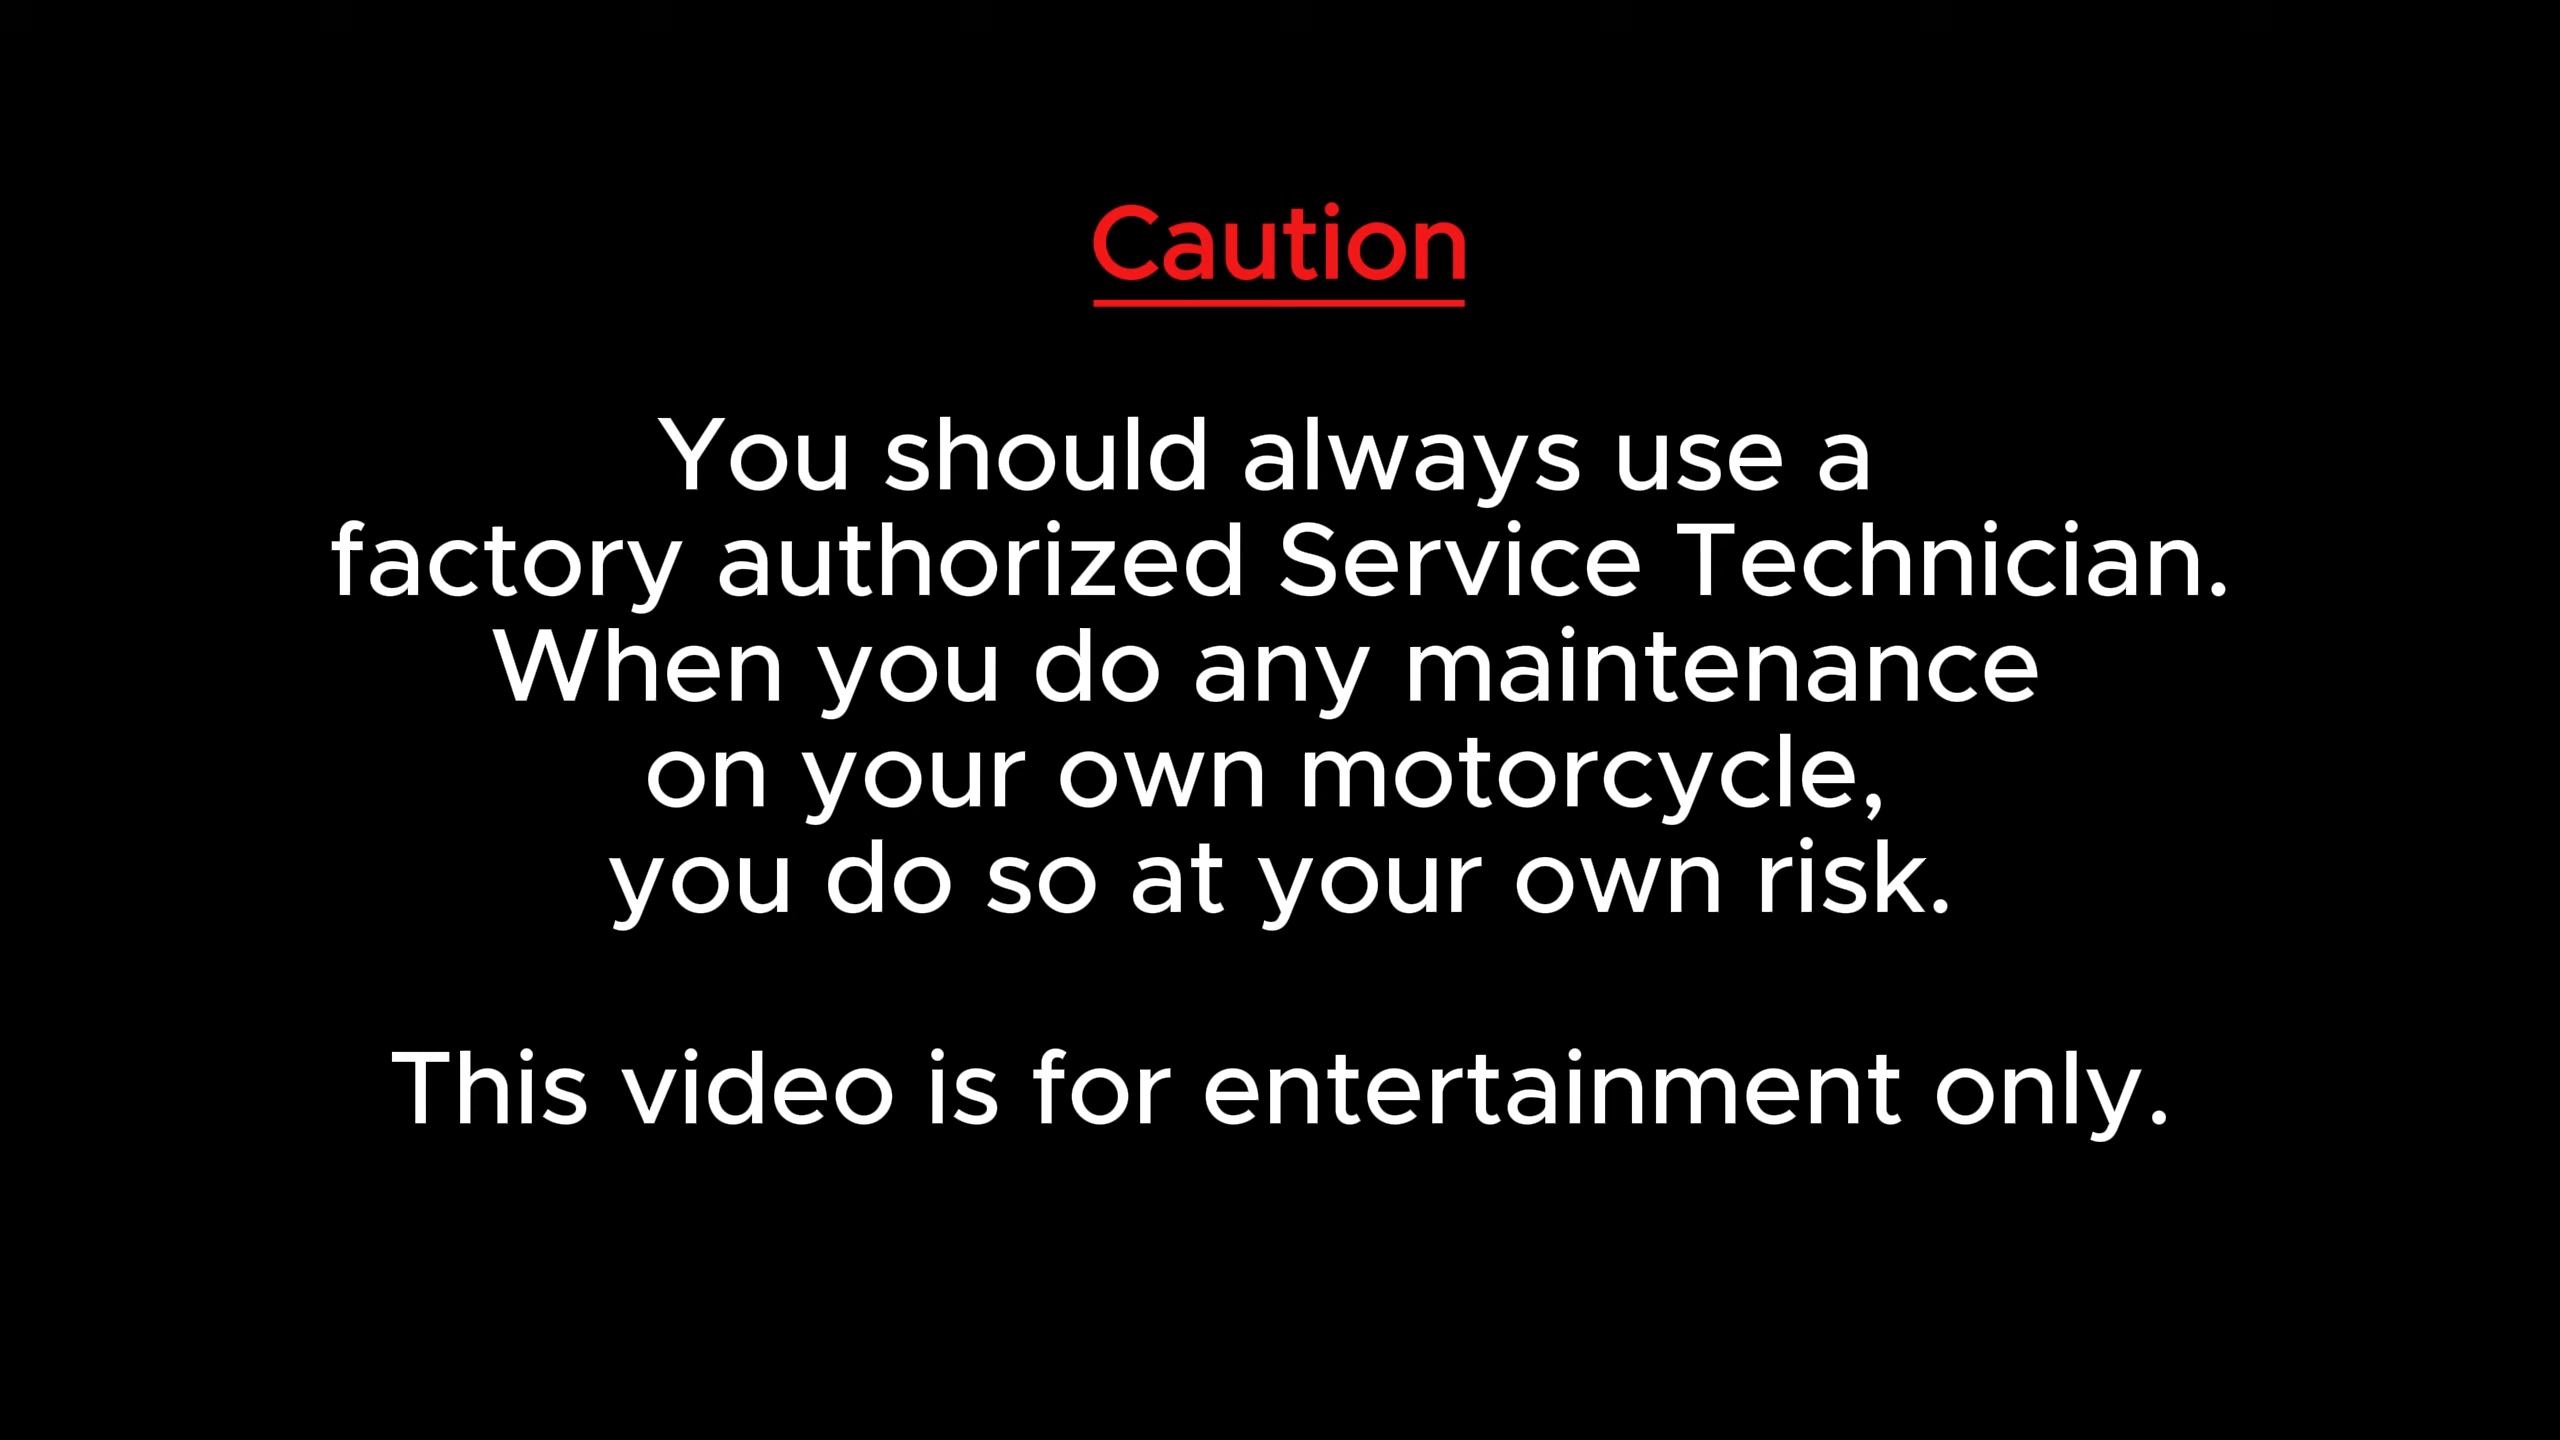 Caution
You should always use a
factory authorized Service Technician.
When you do any maintenance
on your own motorcycle,
you do so at your own risk.
This video is for entertainment only.